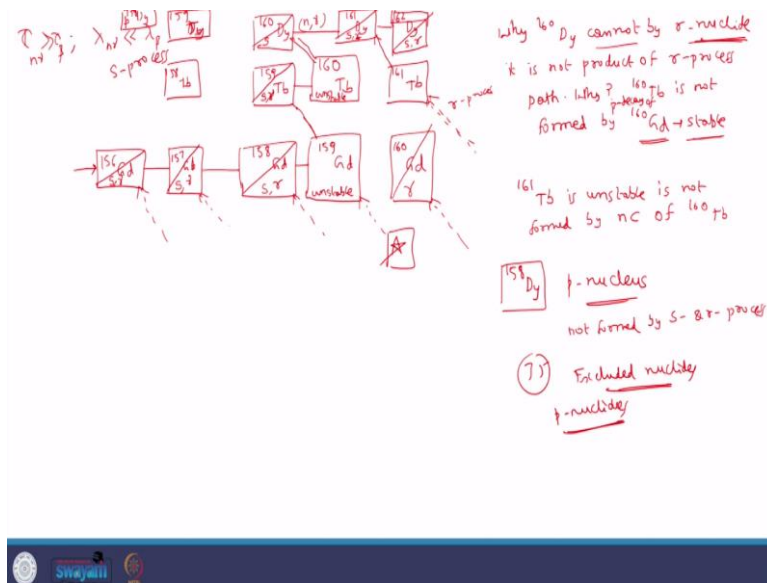 τnγ >> τβ ; λnγ << λβ
s-process
158 Dy
159 Tb
160 Dy
s
(n,γ)
161 Dy
s, r
162 Dy
s, r
159 Tb
s, r
160 Tb
unstable
161 Tb
r-process
156 Gd
s, r
157 Gd
s, r
158 Gd
s, r
159 Gd
unstable
160 Gd
r
Why 160 Dy cannot by r-nuclide
it is not product of r-process
path. Why? 160 Tb is not
formed by 160 Gd → stable
161 Tb is unstable is not
formed by nC of 160 Tb
158 Dy p-nucleus
not formed by s- & r- process
Excluded nuclides
p-nuclides
swayam